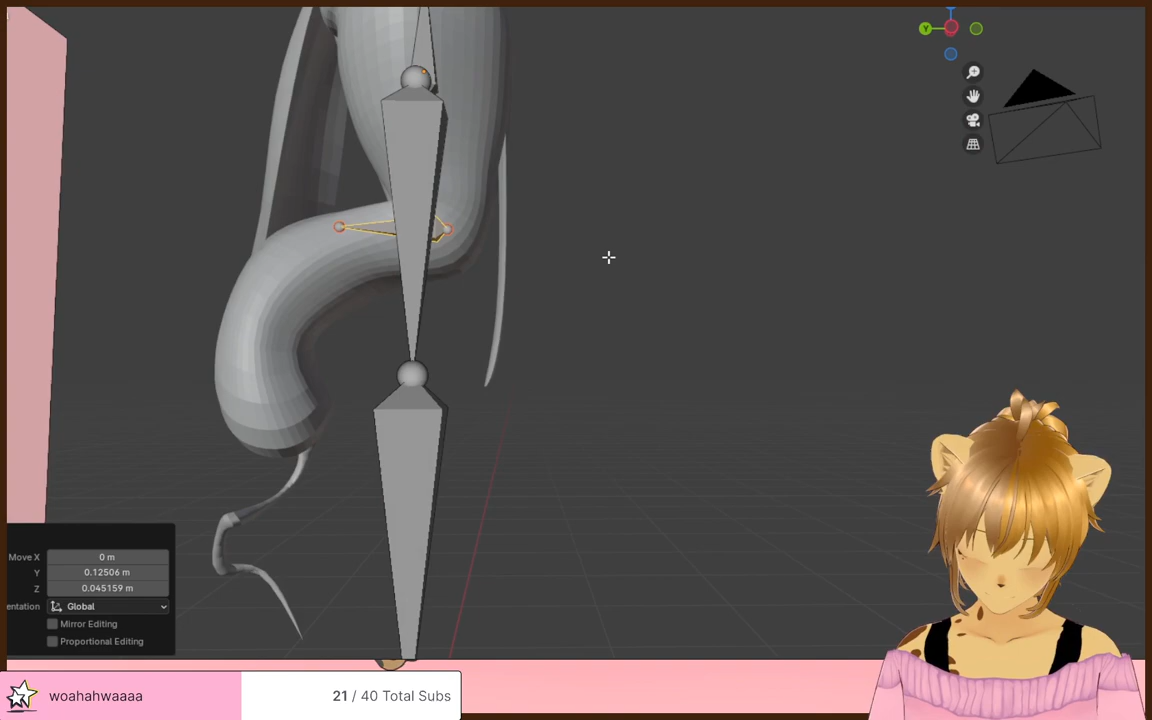 Y
Move X 0 m
Y 0.12506 m
Z 0.045159 m
entation Global
Mirror Editing
Proportional Editing
woahahwaaaa
21 / 40 Total Subs